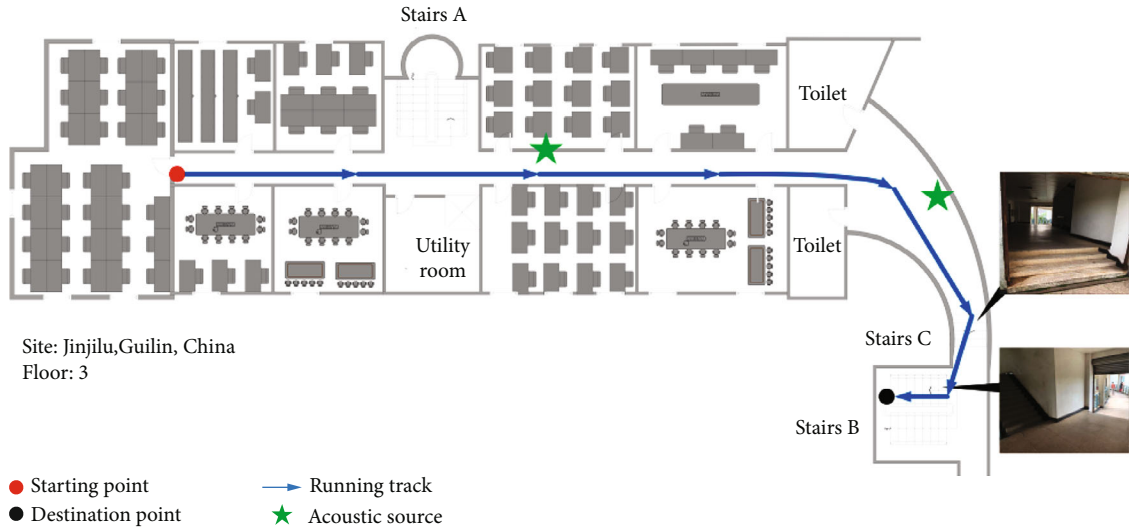 Stairs A
Toilet
Utility
room
Toilet
Site: Jinjilu,Guilin, China
Floor: 3
Stairs C
Stairs B
Starting point
Running track
Destination point
Acoustic source